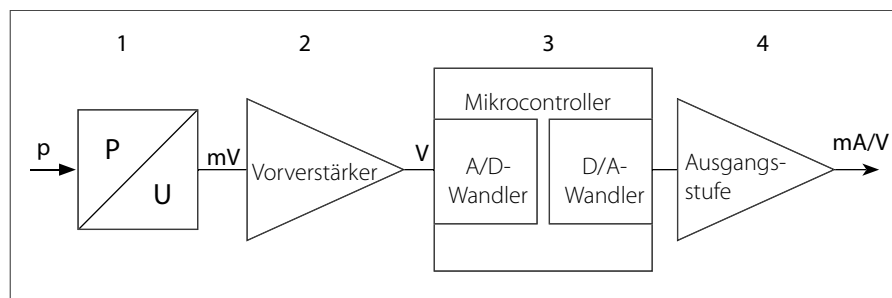 1
2
3
4
p
P
U
mV
Vorverstärker
V
Mikrocontroller
A/D-
Wandler
D/A-
Wandler
Ausgangs-
stufe
mA/V